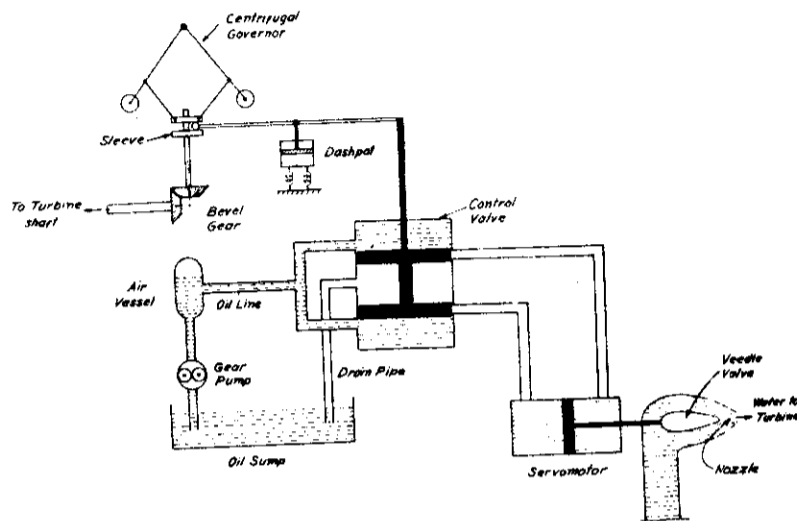 Centrifugal
Governor
Sleeve
Dashpot
To Turbine
shaft
Bevel
Gear
Control
Valve
Air
Vessel
Oil Line
Gear
Pump
Drain Pipe
Oil Sump
Servomotor
Needle
Valve
Water to
Turbine
Nozzle